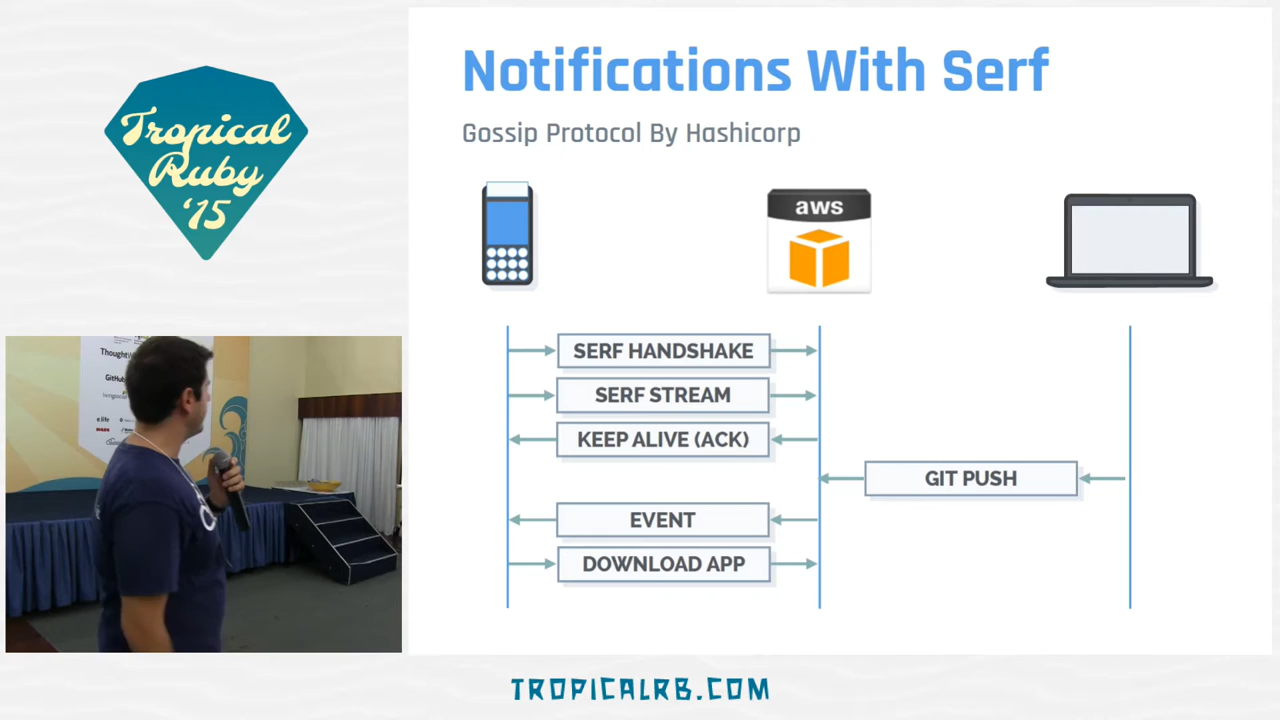 Tropical
Ruby
'15
Notifications With Serf
Gossip Protocol By Hashicorp
aws
SERF HANDSHAKE
SERF STREAM
KEEP ALIVE (ACK)
GIT PUSH
EVENT
DOWNLOAD APP
GitHub
TROPICALRB.COM